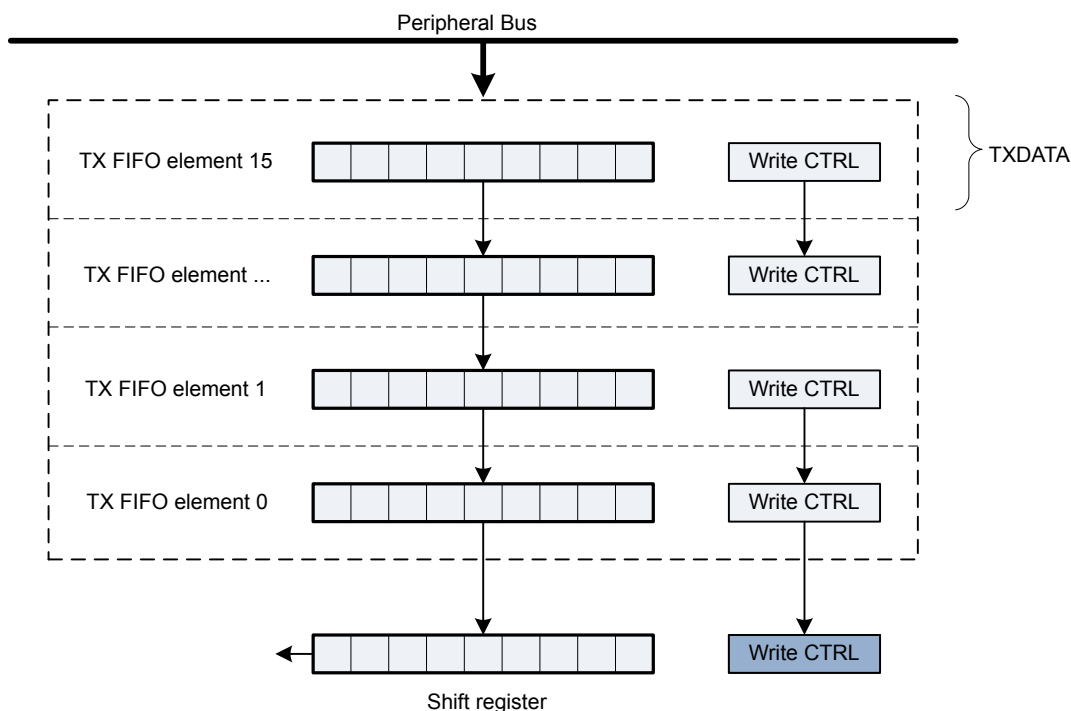 Peripheral Bus
TX FIFO element 15
Write CTRL
TXDATA
TX FIFO element ...
Write CTRL
TX FIFO element 1
Write CTRL
TX FIFO element 0
Write CTRL
Write CTRL
Shift register